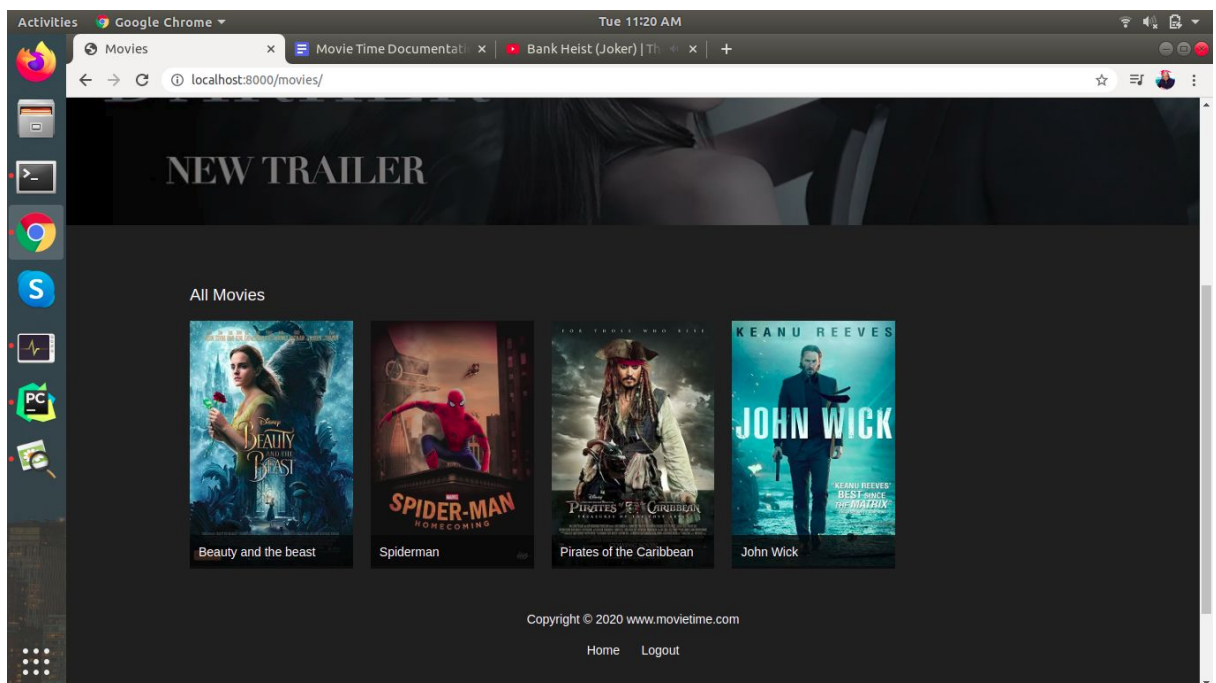 Activities Google Chrome Tue 11:20 AM
Movies Movie Time Documentati Bank Heist (Joker) | Th
localhost:8000/movies/
NEW TRAILER
All Movies
KEANU REEVES
Disney
BEAUTY
AND THE
BEAST
JOHN WICK
MARVEL
SPIDER-MAN
HOMECOMING
Disney
PIRATES OF THE CARIBBEAN
KEANU REEVES'
BEST SINCE
THE MATRIX
Beauty and the beast Spiderman Pirates of the Caribbean John Wick
Copyright © 2020 www.movietime.com
Home Logout